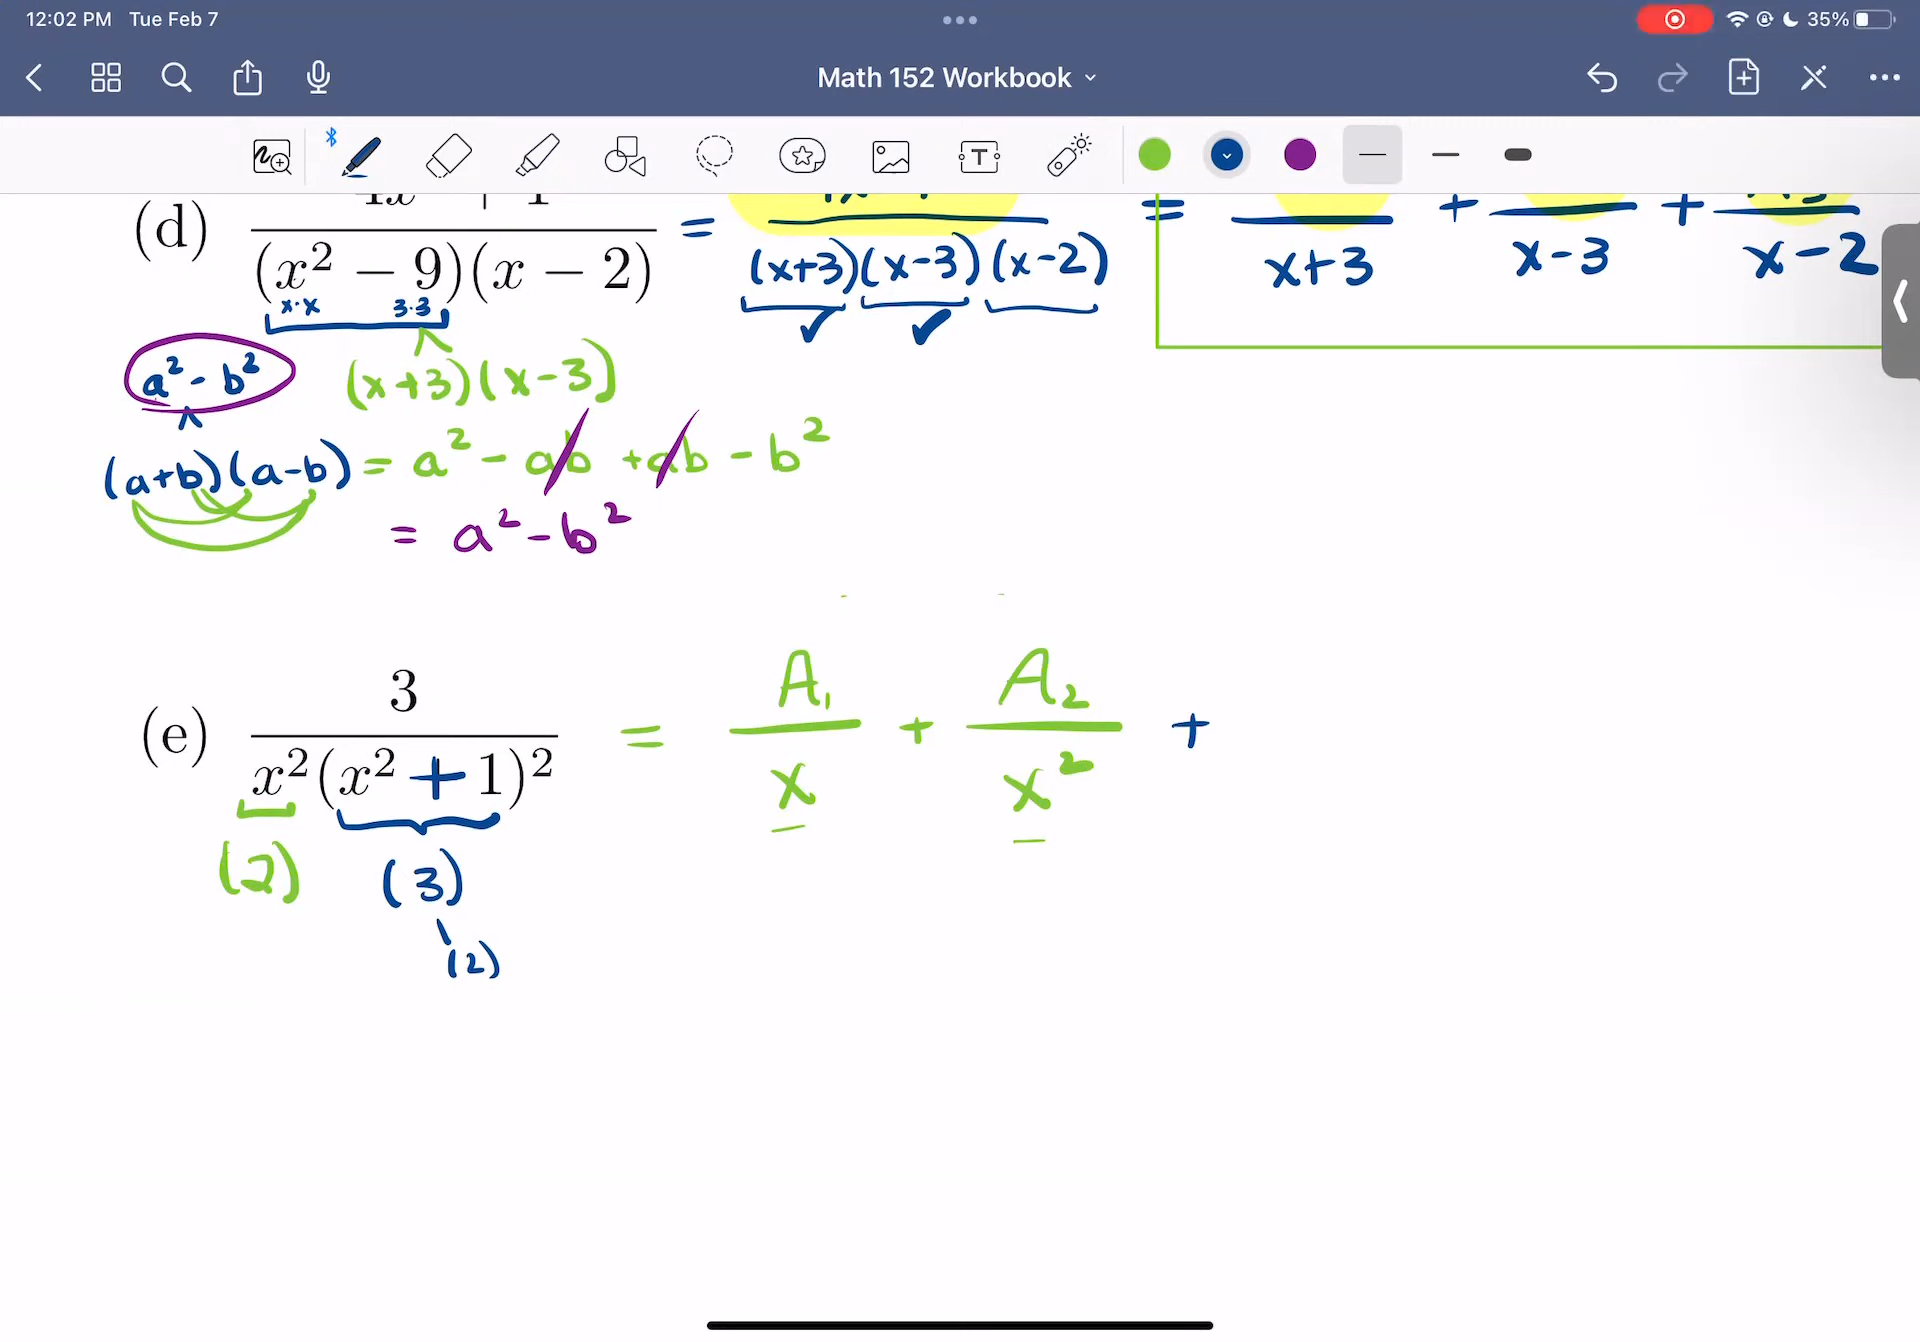 12:02 PM Tue Feb 7
35%
Math 152 Workbook
(d) / (x² − 9)(x − 2) = / (x+3)(x-3)(x-2) = / x+3 + / x-3 + / x-2
x·x 3·3
a² - b² (x+3)(x-3)
(a+b)(a-b) = a² - ab + ab - b²
= a² - b²
(e) 3 / x²(x² + 1)² = A₁ / x + A₂ / x² +
(2) (3)
(2)